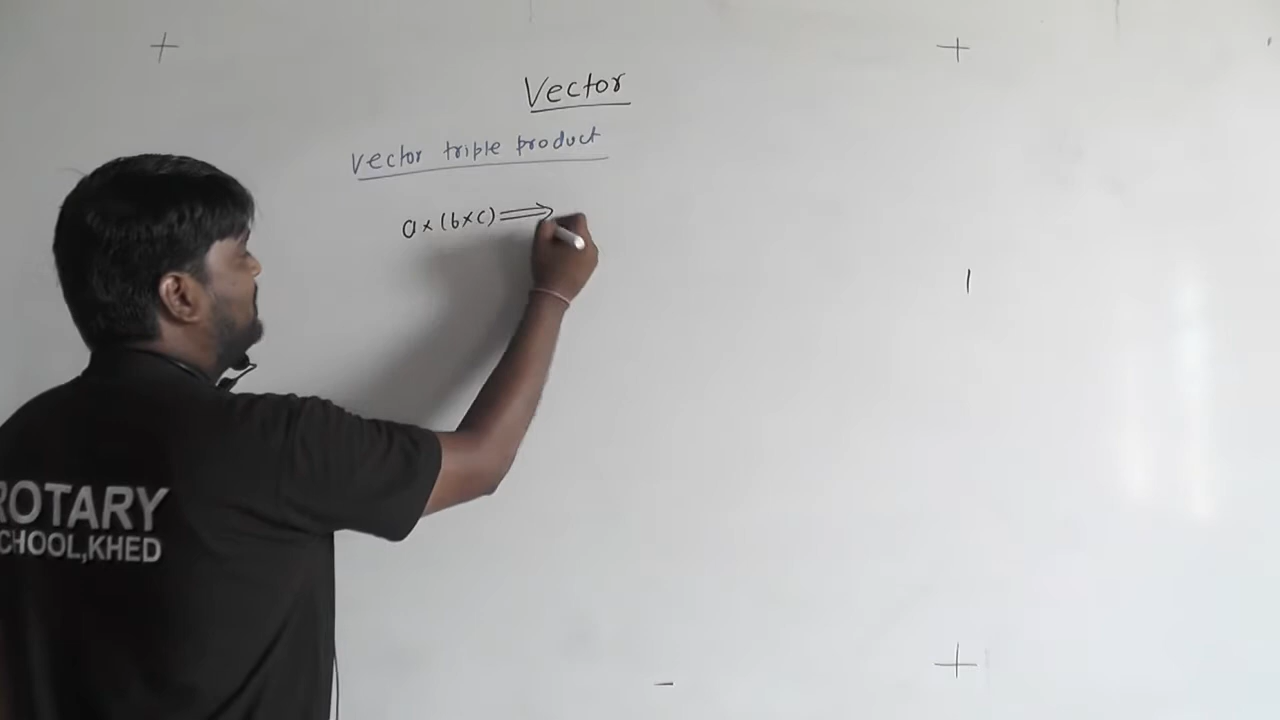 Vector
Vector triple product
a×(b×c)⟹
ROTARY
CHOOL,KHED